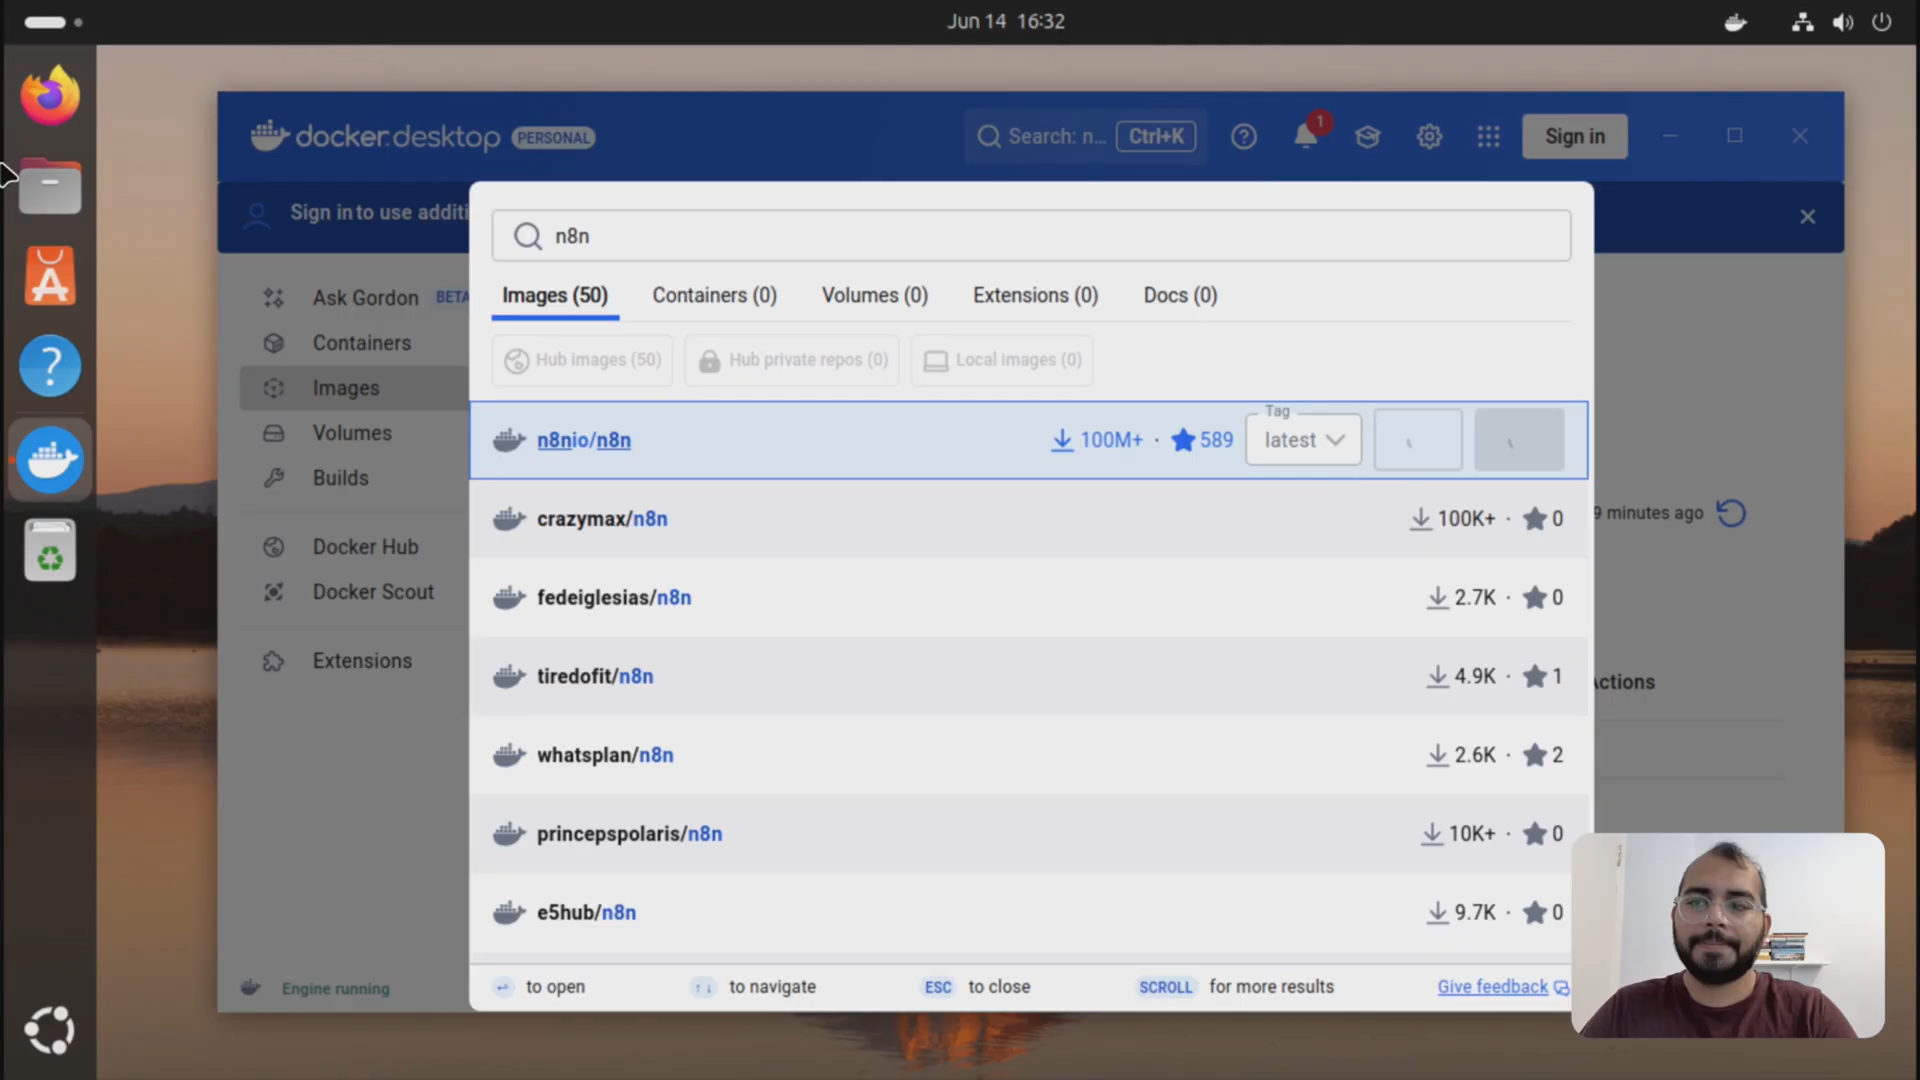 Jun 14 16:32
docker.desktop PERSONAL
Search: n... Ctrl+K
1
Sign in
Sign in to use additi
n8n
Ask Gordon BETA
Containers
Images
Volumes
Builds
Docker Hub
Docker Scout
Extensions
Images (50) Containers (0) Volumes (0) Extensions (0) Docs (0)
Hub images (50) Hub private repos (0) Local images (0)
n8nio/n8n 100M+ · 589 Tag latest
crazymax/n8n 100K+ · 0
fedeiglesias/n8n 2.7K · 0
tiredofit/n8n 4.9K · 1
whatsplan/n8n 2.6K · 2
princepspolaris/n8n 10K+ · 0
e5hub/n8n 9.7K · 0
9 minutes ago
Actions
to open ↑ ↓ to navigate ESC to close SCROLL for more results Give feedback
Engine running